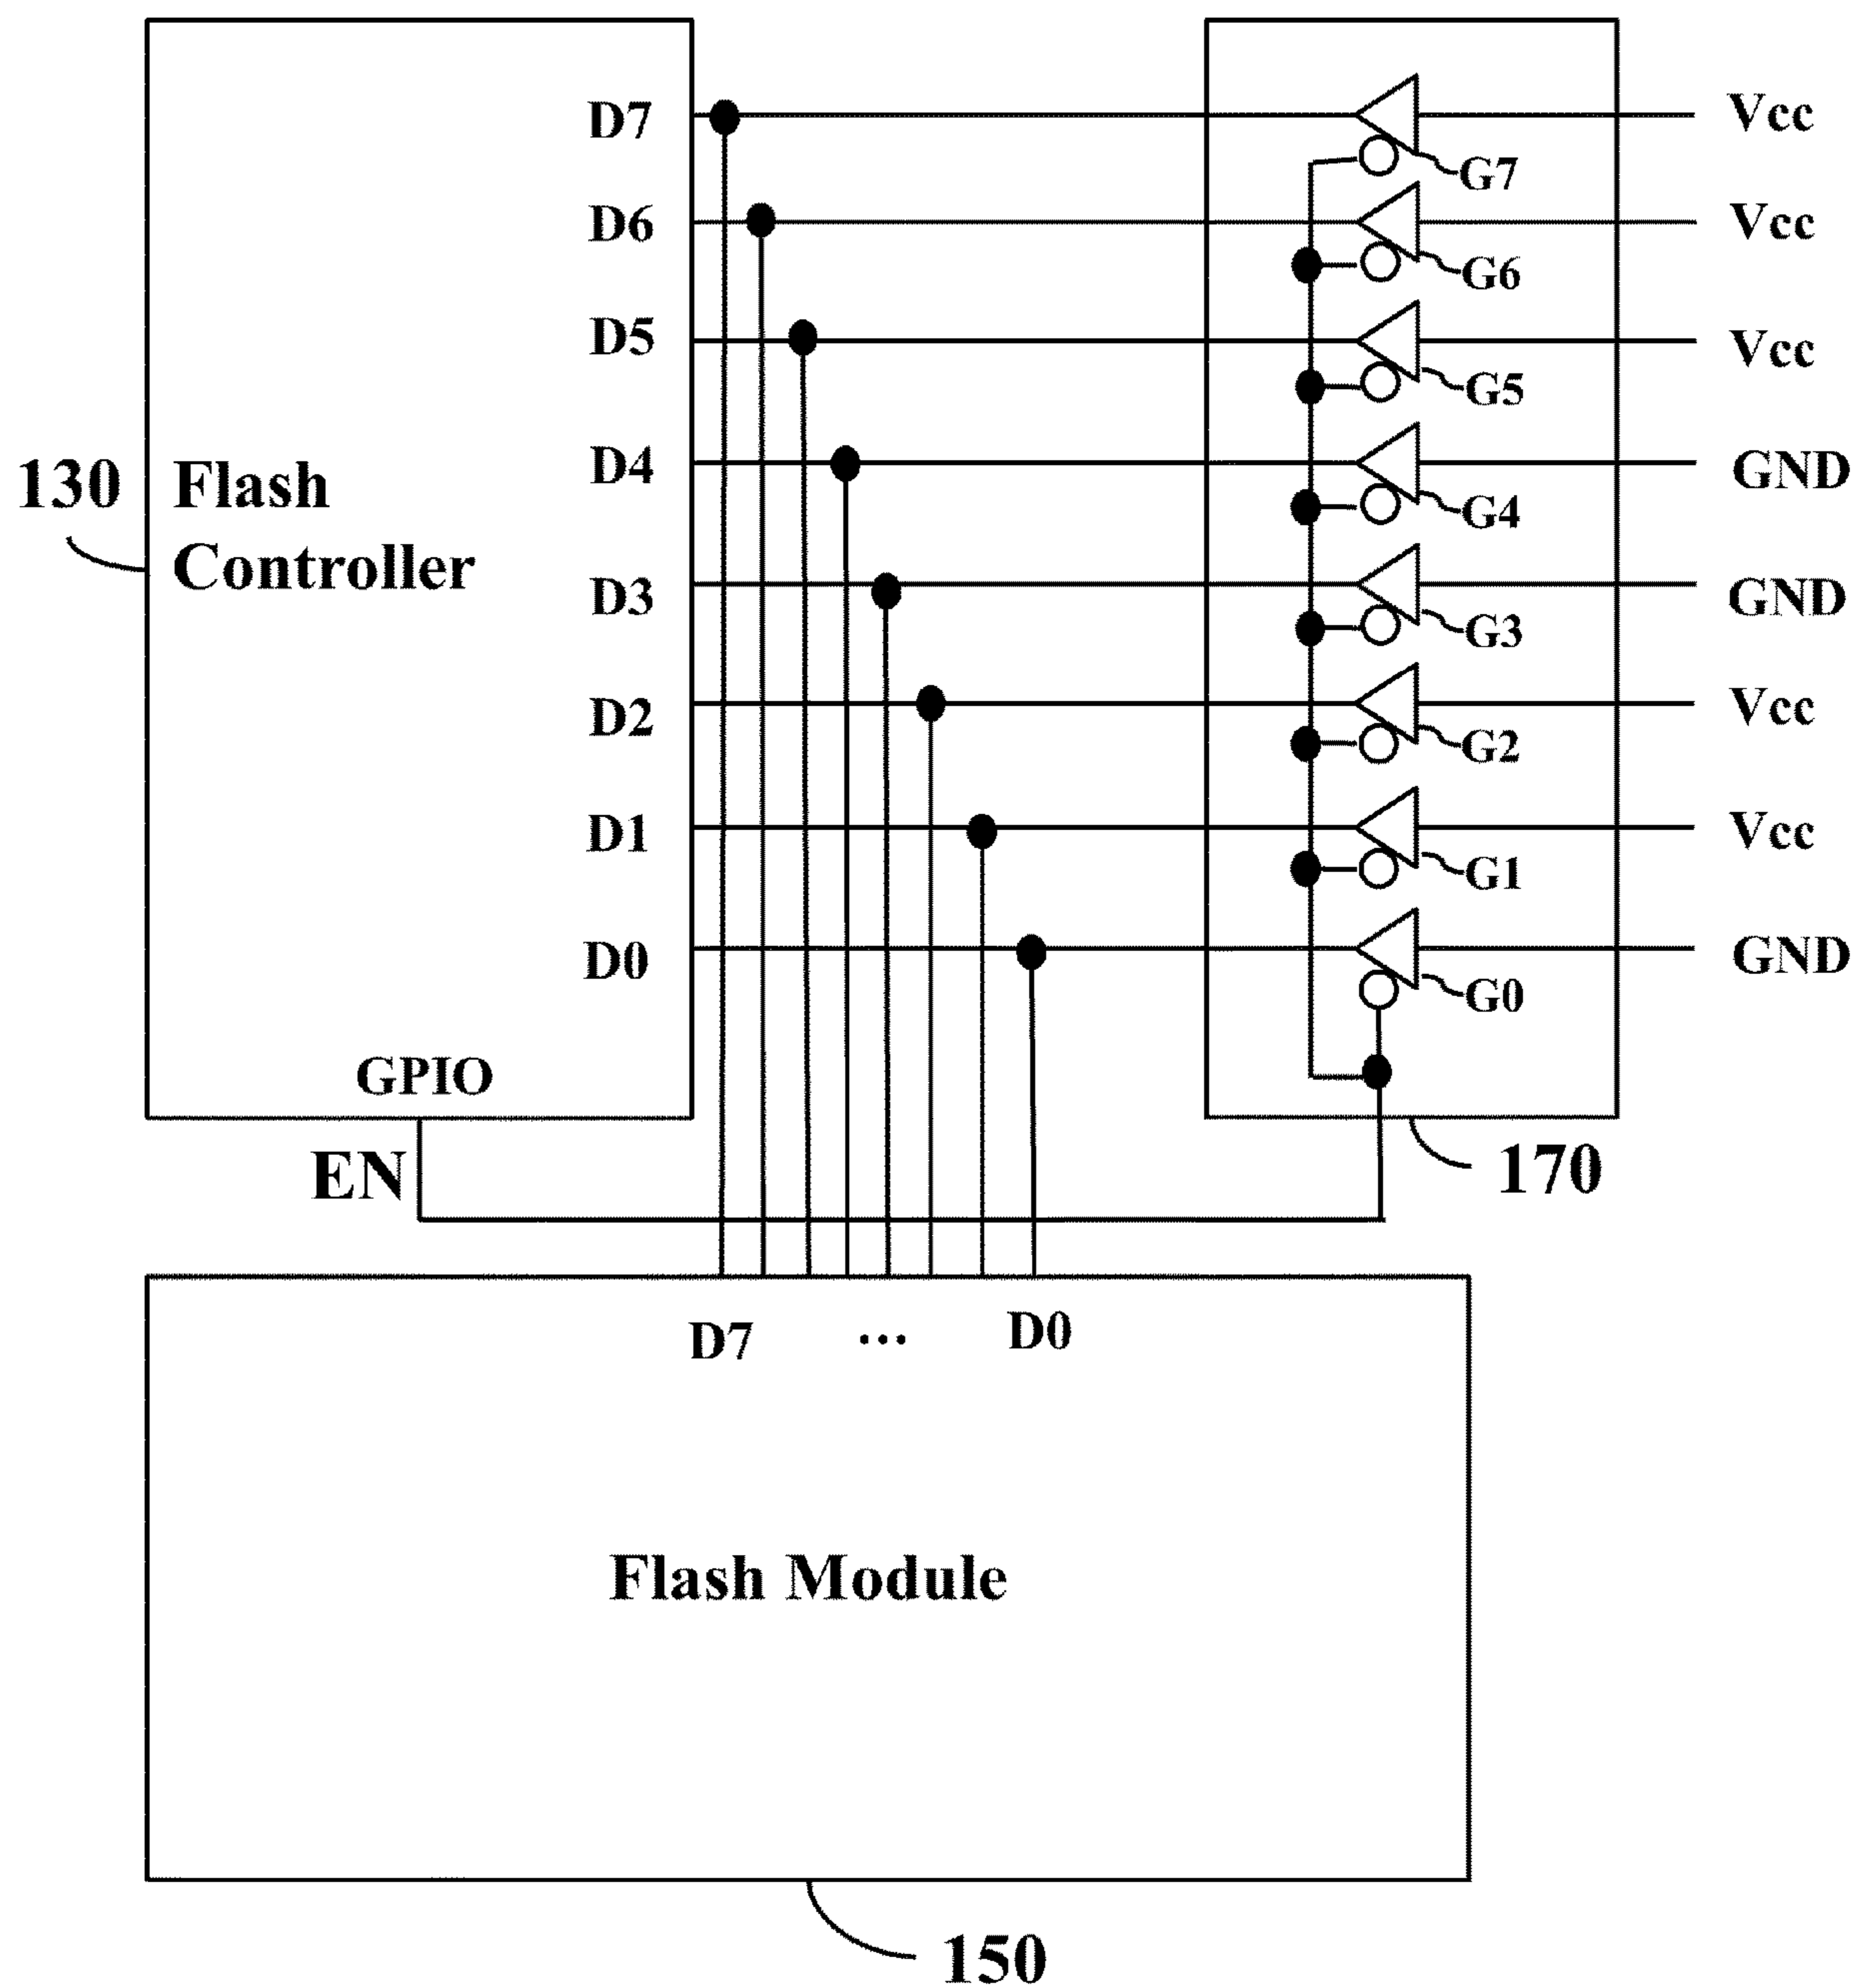 D7
Vcc
G7
D6
Vcc
G6
D5
Vcc
G5
130
Flash
Controller
D4
GND
G4
D3
GND
G3
D2
Vcc
G2
D1
Vcc
G1
D0
GND
G0
GPIO
EN
170
D7 ... D0
Flash Module
150